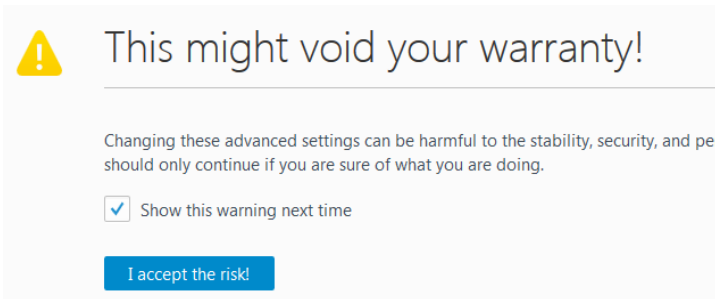 This might void your warranty!
Changing these advanced settings can be harmful to the stability, security, and pe
should only continue if you are sure of what you are doing.
Show this warning next time
I accept the risk!